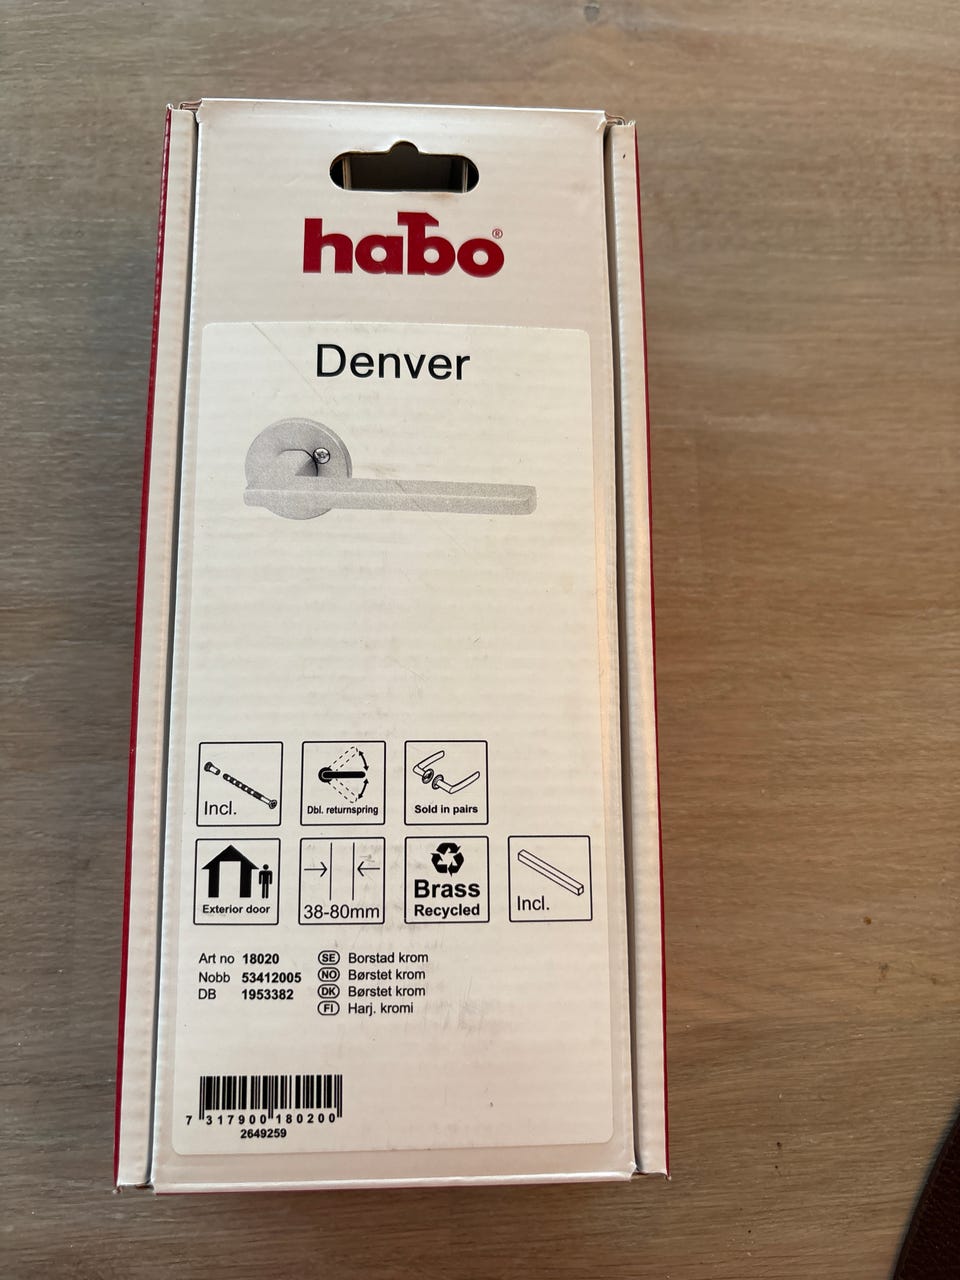 habo®
Denver
Incl.
Dbl. returnspring
Sold in pairs
Exterior door
38-80mm
Brass
Recycled
Incl.
Art no 18020
Nobb 53412005
DB 1953382
SE Borstad krom
NO Børstet krom
DK Børstet krom
FI Harj. kromi
7 317900 180200
2649259